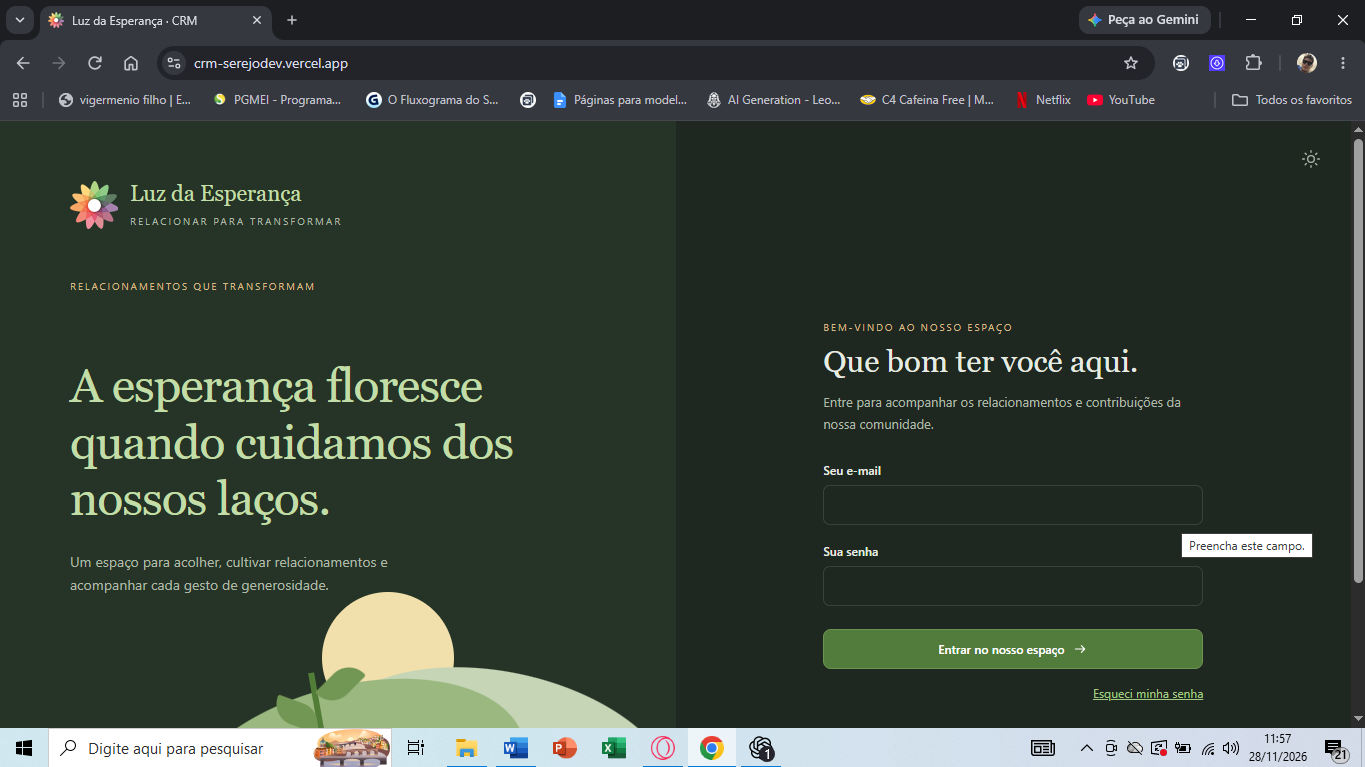 Luz da Esperança · CRM
Peça ao Gemini
crm-serejodev.vercel.app
vigermenio filho | E...
PGMEI - Programa...
O Fluxograma do S...
Páginas para model...
AI Generation - Leo...
C4 Cafeina Free | M...
Netflix
YouTube
Todos os favoritos
Luz da Esperança
RELACIONAR PARA TRANSFORMAR
RELACIONAMENTOS QUE TRANSFORMAM
A esperança floresce
quando cuidamos dos
nossos laços.
Um espaço para acolher, cultivar relacionamentos e
acompanhar cada gesto de generosidade.
BEM-VINDO AO NOSSO ESPAÇO
Que bom ter você aqui.
Entre para acompanhar os relacionamentos e contribuições da
nossa comunidade.
Seu e-mail
Preencha este campo.
Sua senha
Entrar no nosso espaço →
Esqueci minha senha
Digite aqui para pesquisar
1
11:57
28/11/2026
21